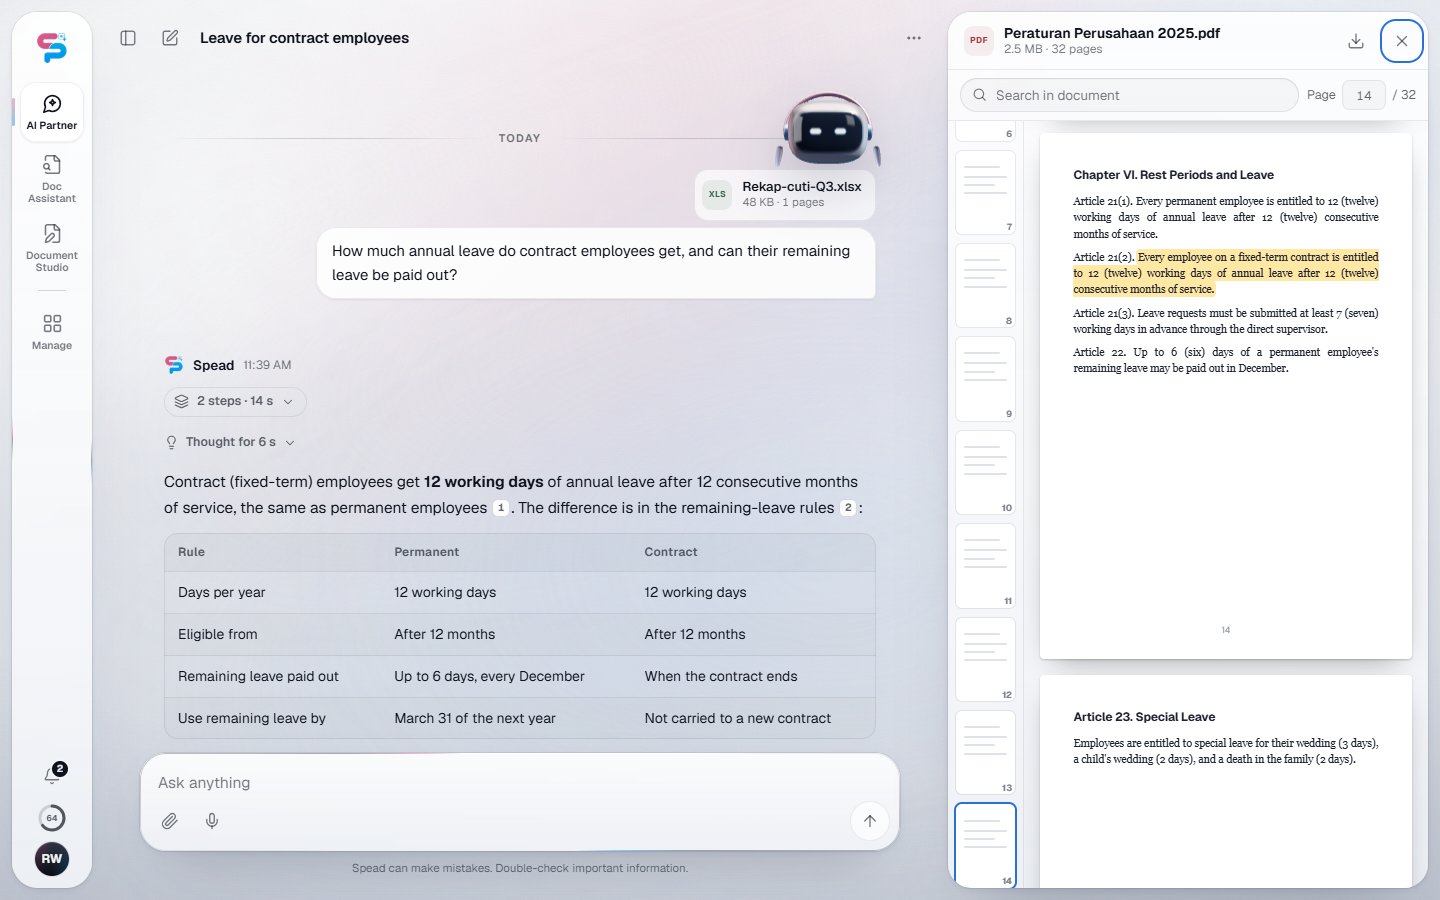 AI Partner
Doc
Assistant
Document
Studio
Manage
2
64
RW
Leave for contract employees
TODAY
XLS
Rekap-cuti-Q3.xlsx
48 KB · 1 pages
How much annual leave do contract employees get, and can their remaining
leave be paid out?
Spead 11:39 AM
2 steps · 14 s
Thought for 6 s
Contract (fixed-term) employees get 12 working days of annual leave after 12 consecutive months
of service, the same as permanent employees 1 . The difference is in the remaining-leave rules 2 :
Rule Permanent Contract
Days per year 12 working days 12 working days
Eligible from After 12 months After 12 months
Remaining leave paid out Up to 6 days, every December When the contract ends
Use remaining leave by March 31 of the next year Not carried to a new contract
Ask anything
Spead can make mistakes. Double-check important information.
PDF
Peraturan Perusahaan 2025.pdf
2.5 MB · 32 pages
Search in document
Page 14 / 32
6
7
8
9
10
11
12
13
14
Chapter VI. Rest Periods and Leave
Article 21(1). Every permanent employee is entitled to 12 (twelve)
working days of annual leave after 12 (twelve) consecutive
months of service.
Article 21(2). Every employee on a fixed-term contract is entitled
to 12 (twelve) working days of annual leave after 12 (twelve)
consecutive months of service.
Article 21(3). Leave requests must be submitted at least 7 (seven)
working days in advance through the direct supervisor.
Article 22. Up to 6 (six) days of a permanent employee's
remaining leave may be paid out in December.
14
Article 23. Special Leave
Employees are entitled to special leave for their wedding (3 days),
a child's wedding (2 days), and a death in the family (2 days).